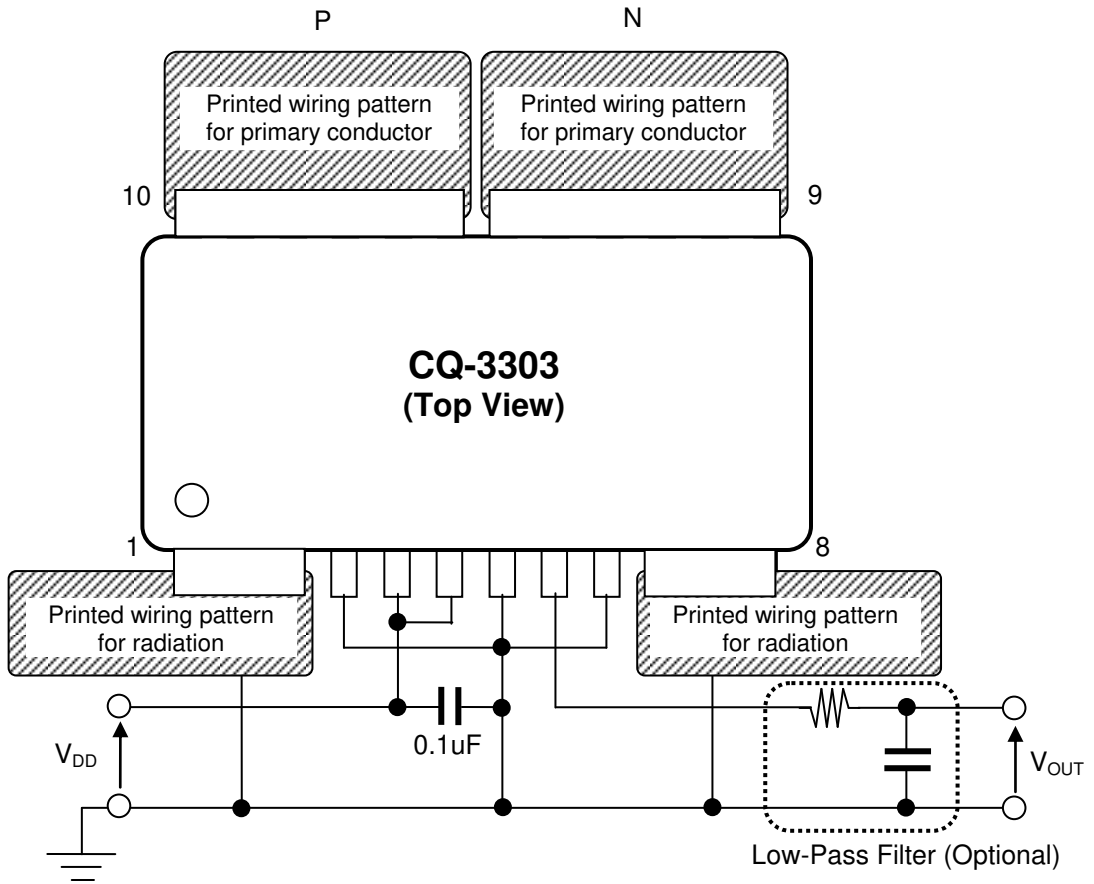 P
N
Printed wiring pattern
for primary conductor
Printed wiring pattern
for primary conductor
10
9
CQ-3303
(Top View)
1
8
Printed wiring pattern
for radiation
Printed wiring pattern
for radiation
0.1uF
VDD
VOUT
Low-Pass Filter (Optional)